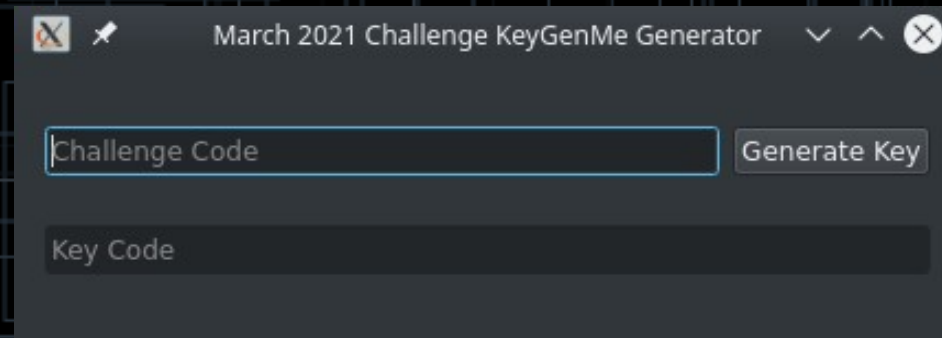 March 2021 Challenge KeyGenMe Generator
Challenge Code
Generate Key
Key Code